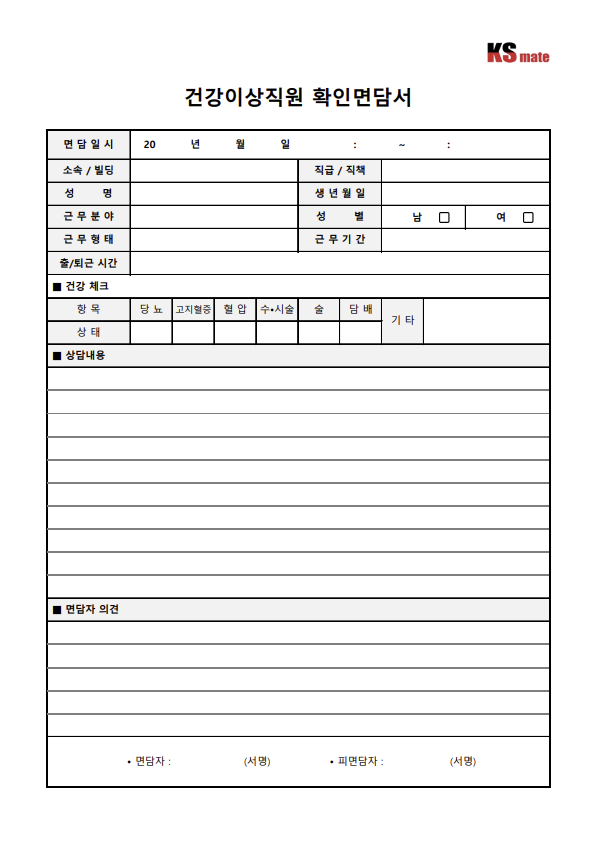 KS mate
건강이상직원 확인면담서
면 담 일 시 20 년 월 일 : ~ :
소속 / 빌딩 직급 / 직책
성 명 생 년 월 일
근 무 분 야 성 별 남 □ 여 □
근 무 형 태 근 무 기 간
출/퇴근 시간
■ 건강 체크
항 목 당 뇨 고지혈증 혈 압 수•시술 술 담 배 기 타
상 태
■ 상담내용
■ 면담자 의견
• 면담자 : (서명) • 피면담자 : (서명)